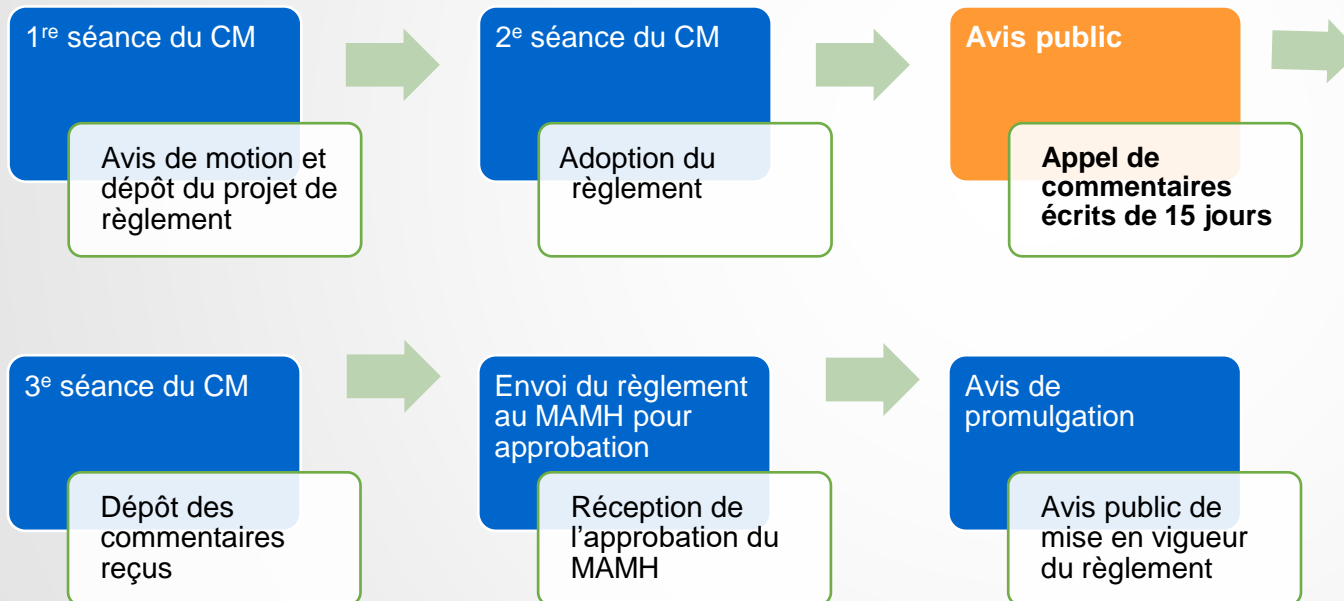 1re séance du CM
Avis de motion et
dépôt du projet de
règlement
2e séance du CM
Adoption du
règlement
Avis public
Appel de
commentaires
écrits de 15 jours
3e séance du CM
Dépôt des
commentaires
reçus
Envoi du règlement
au MAMH pour
approbation
Réception de
l’approbation du
MAMH
Avis de
promulgation
Avis public de
mise en vigueur
du règlement